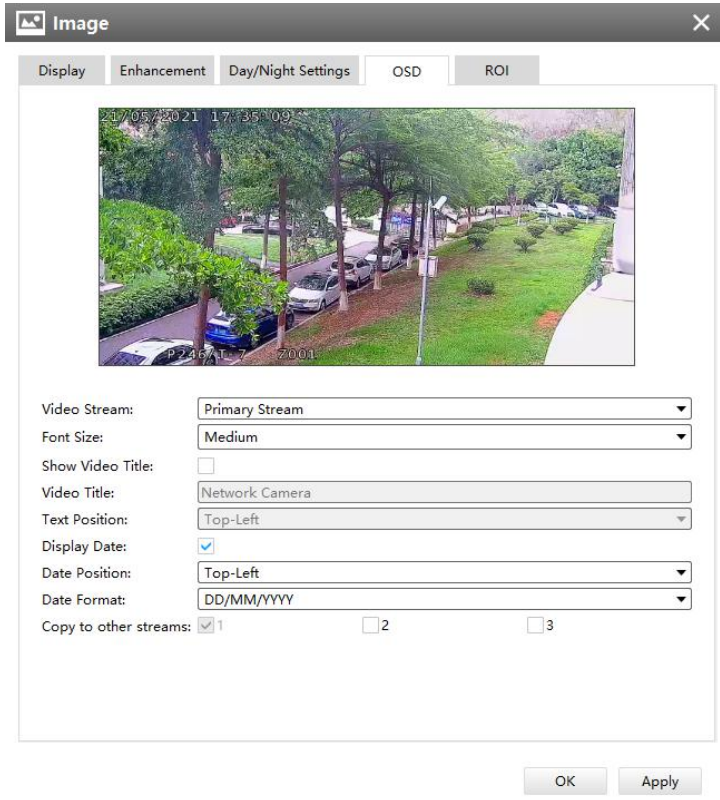 Image
Display Enhancement Day/Night Settings OSD ROI
21/05/2021 17:35:09
Video Stream: Primary Stream
Font Size: Medium
Show Video Title:
Video Title: Network Camera
Text Position: Top-Left
Display Date:
Date Position: Top-Left
Date Format: DD/MM/YYYY
Copy to other streams: 1 2 3
OK Apply